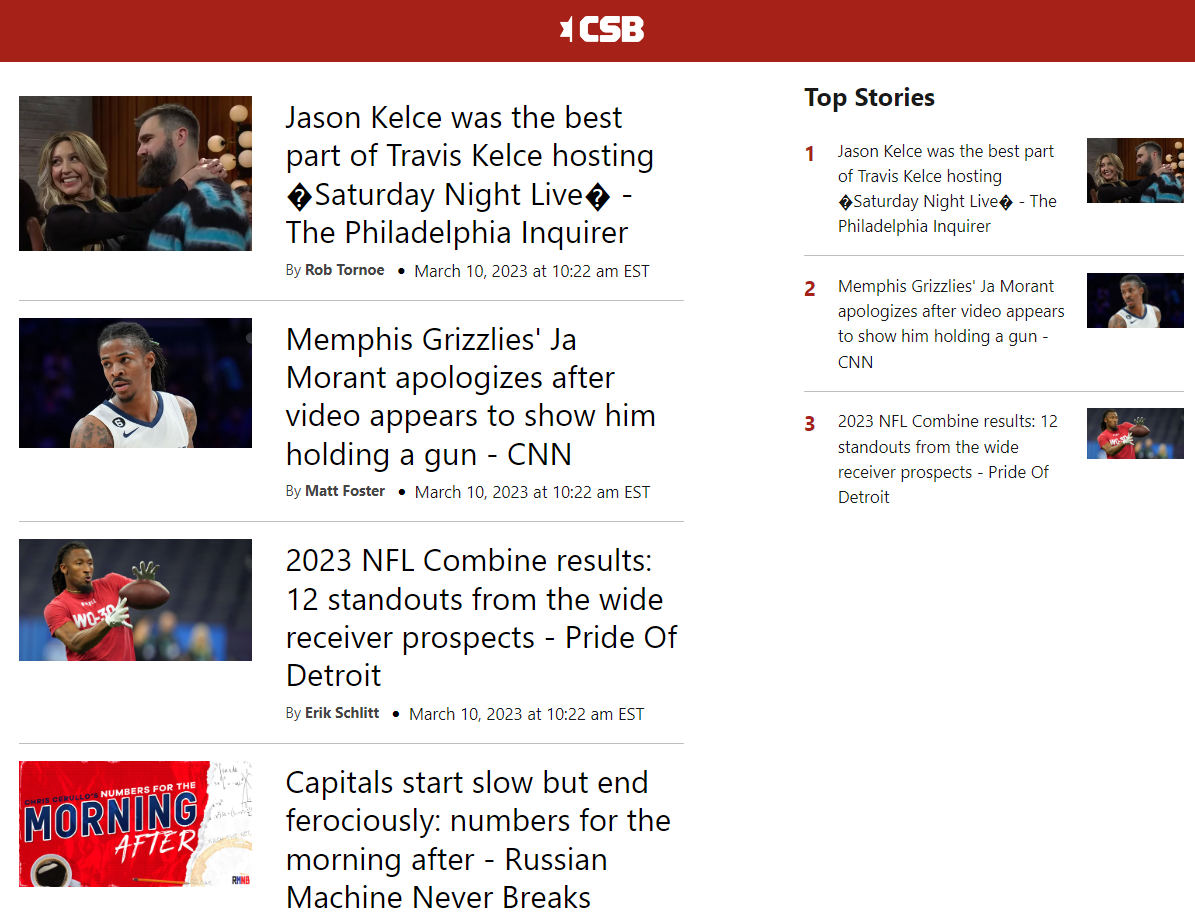 CSB
Jason Kelce was the best
part of Travis Kelce hosting
�Saturday Night Live� -
The Philadelphia Inquirer
By Rob Tornoe • March 10, 2023 at 10:22 am EST
6
Memphis Grizzlies' Ja
Morant apologizes after
video appears to show him
holding a gun - CNN
By Matt Foster • March 10, 2023 at 10:22 am EST
WO-30
2023 NFL Combine results:
12 standouts from the wide
receiver prospects - Pride Of
Detroit
By Erik Schlitt • March 10, 2023 at 10:22 am EST
CHRIS CERULLO'S NUMBERS FOR THE
MORNING
AFTER
RMNB
Capitals start slow but end
ferociously: numbers for the
morning after - Russian
Machine Never Breaks
Top Stories
1 Jason Kelce was the best part
of Travis Kelce hosting
�Saturday Night Live� - The
Philadelphia Inquirer
2 Memphis Grizzlies' Ja Morant
apologizes after video appears
to show him holding a gun -
CNN
3 2023 NFL Combine results: 12
standouts from the wide
receiver prospects - Pride Of
Detroit